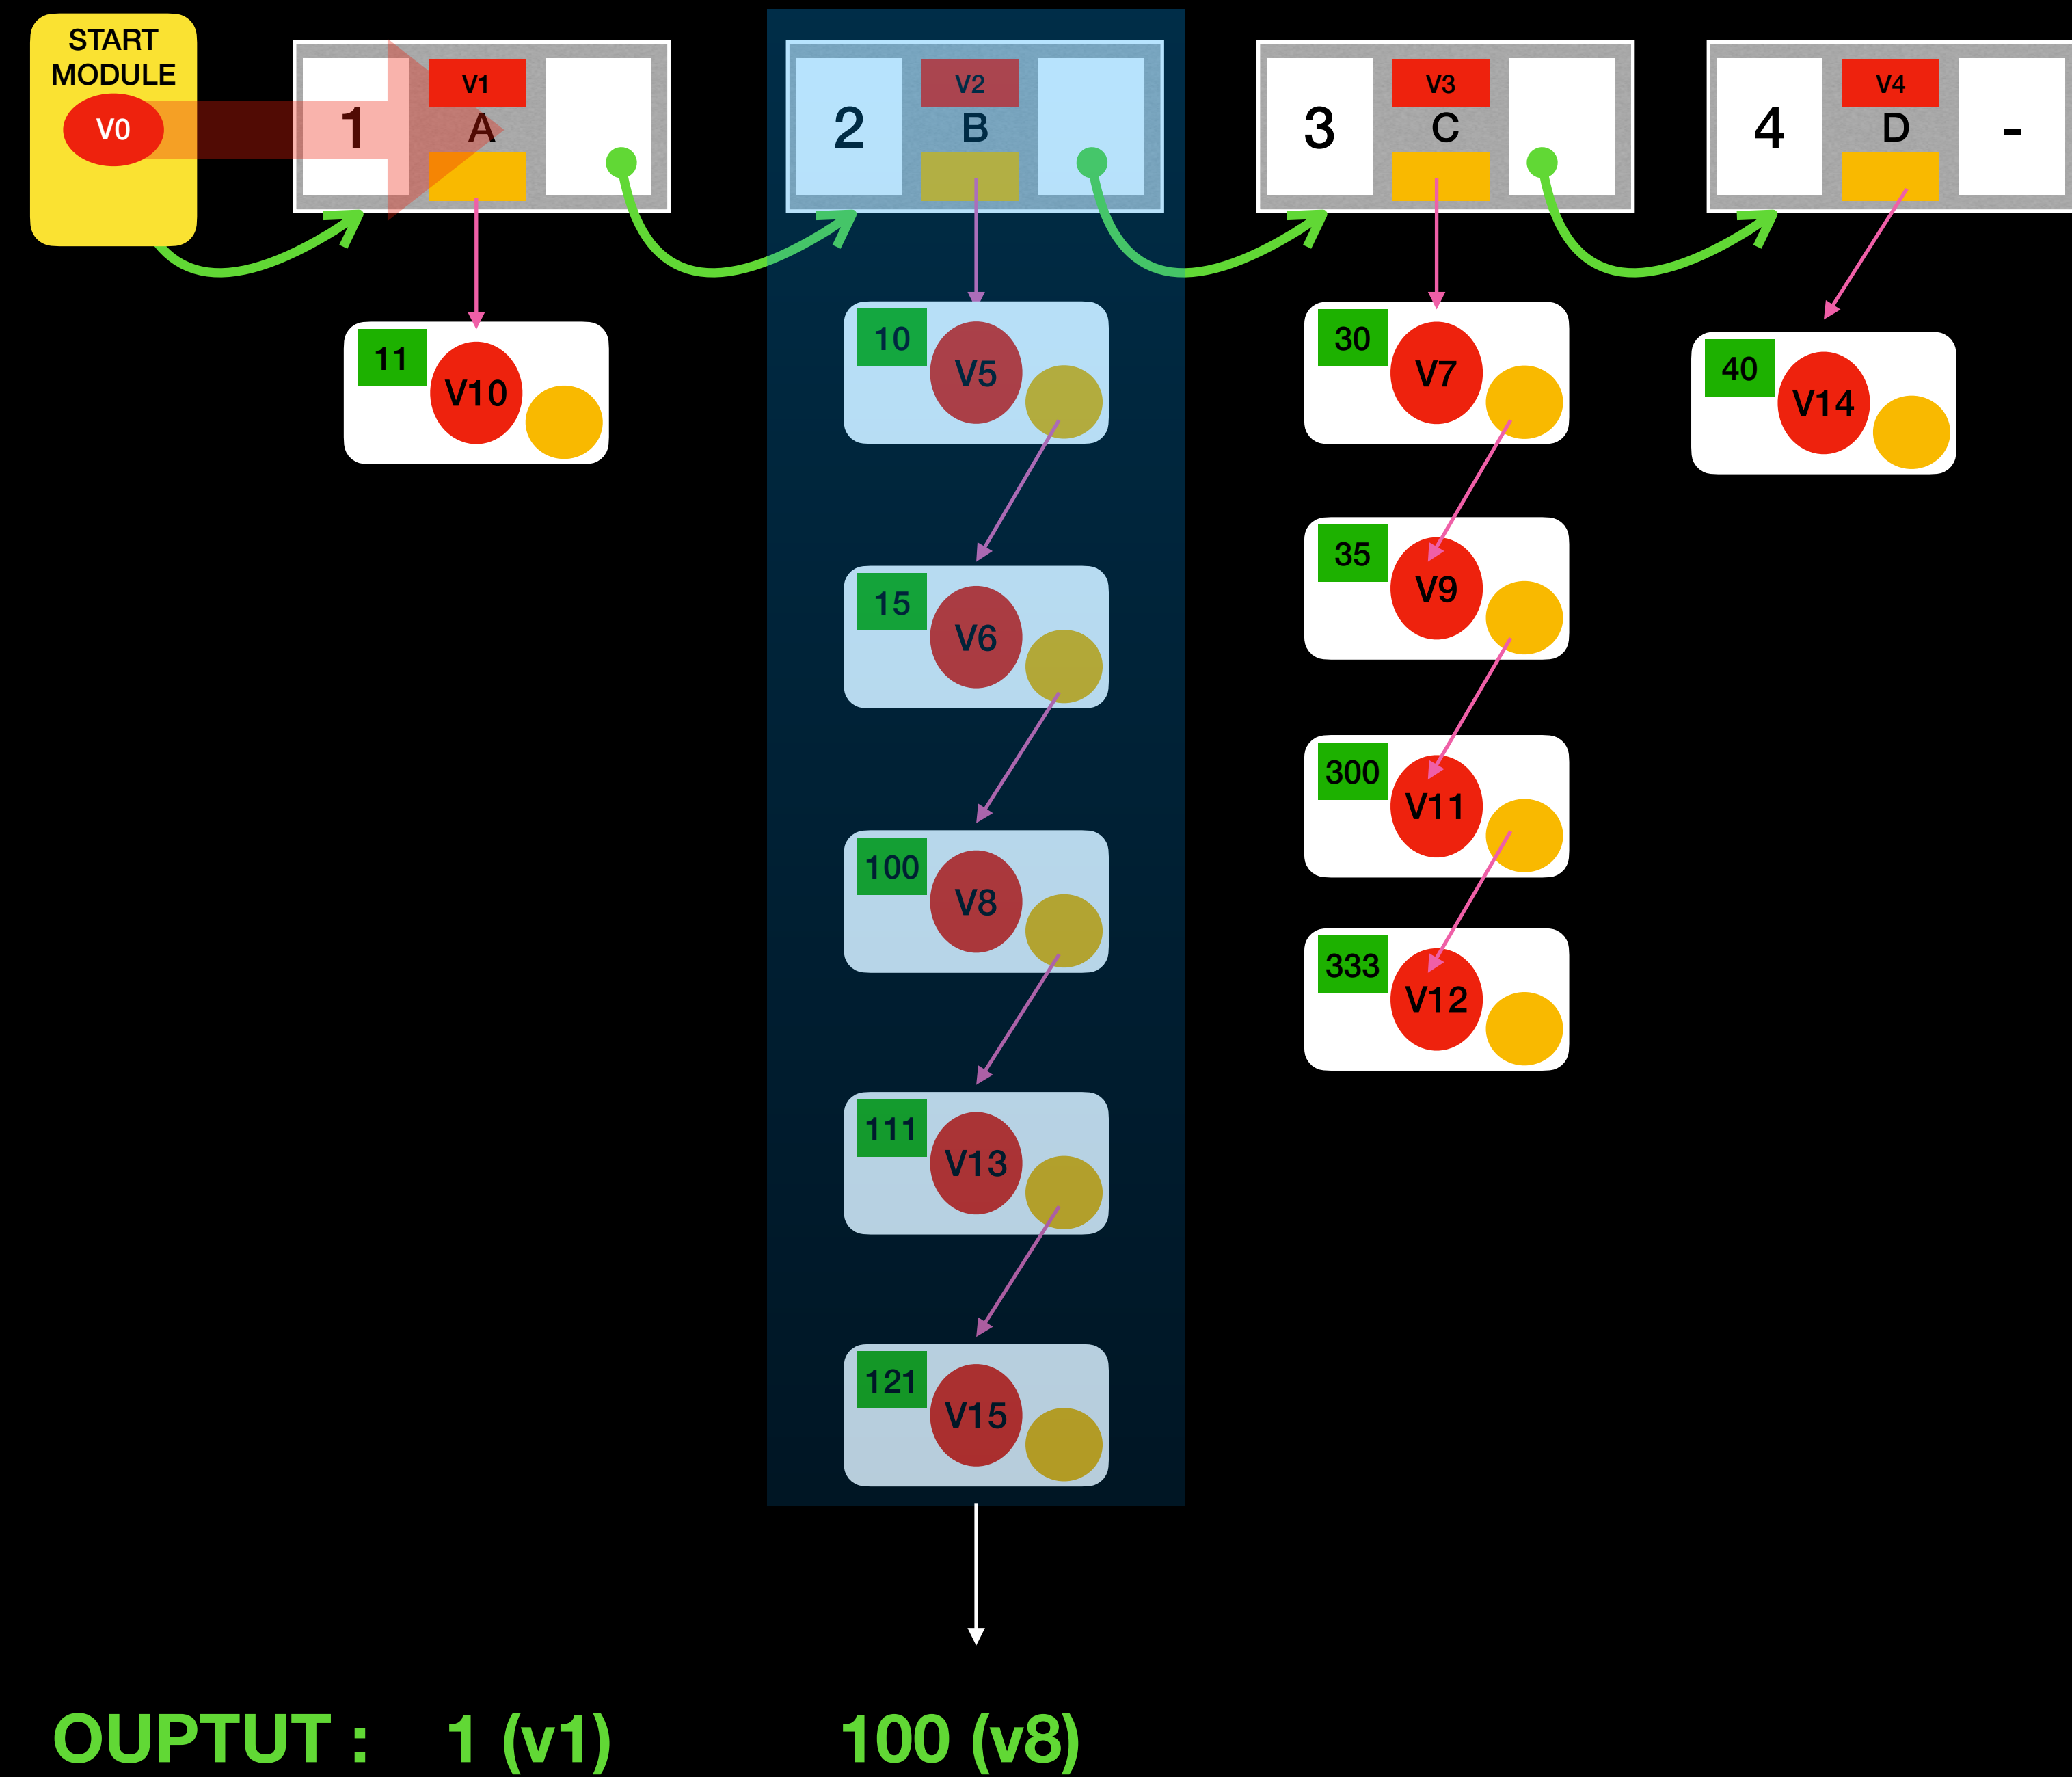 START
MODULE
V0
1
V1
A
2
V2
B
3
V3
C
4
V4
D
-
11
V10
10
V5
30
V7
40
V14
15
V6
35
V9
100
V8
300
V11
333
V12
111
V13
121
V15
OUPTUT : 1 (v1) 100 (v8)